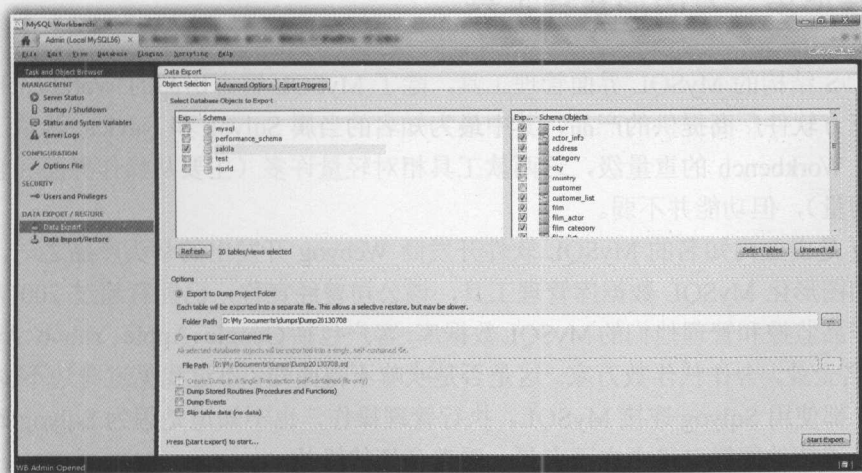 MySQL Workbench
Admin (Local MySQL56) ×
File Edit View Database Plugins Scripting Help
ORACLE
Task and Object Browser
MANAGEMENT
Server Status
Startup / Shutdown
Status and System Variables
Server Logs
CONFIGURATION
Options File
SECURITY
Users and Privileges
DATA EXPORT / RESTORE
Data Export
Data Import/Restore
Data Export
Object Selection Advanced Options Export Progress
Select Database Objects to Export
Exp... Schema
mysql
performance_schema
sakila
test
world
Exp... Schema Objects
actor
actor_info
address
category
city
country
customer
customer_list
film
film_actor
film_category
film_list
Refresh 20 tables/views selected
Select Tables Unselect All
Options
Export to Dump Project Folder
Each table will be exported into a separate file. This allows a selective restore, but may be slower.
Folder Path D:\My Documents\dumps\Dump20130708 ...
Export to Self-Contained File
All selected database objects will be exported into a single, self-contained file.
File Path D:\My Documents\dumps\Dump20130708.sql ...
Create Dump in a Single Transaction (self-contained file only)
Dump Stored Routines (Procedures and Functions)
Dump Events
Skip table data (no-data)
Press [Start Export] to start...
Start Export
WB Admin Opened